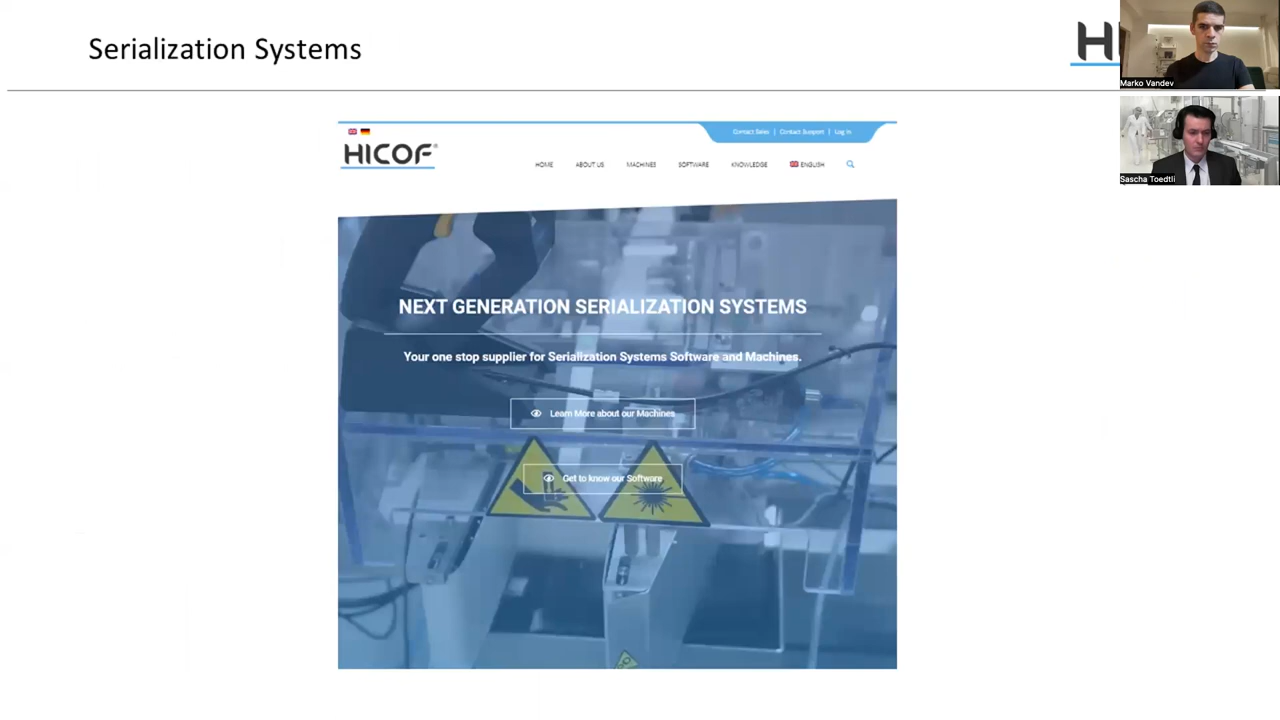 Serialization Systems
Marko Vandev
Sascha Toedtli
Contact Sales | Contact Support | Log In
HICOF®
HOME ABOUT US MACHINES SOFTWARE KNOWLEDGE ENGLISH
NEXT GENERATION SERIALIZATION SYSTEMS
Your one stop supplier for Serialization Systems Software and Machines.
Learn More about our Machines
Get to know our Software